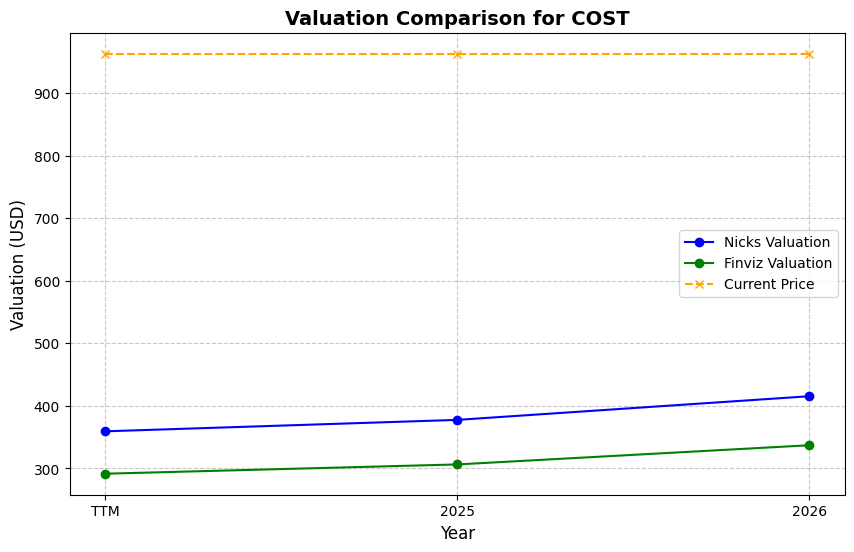 Valuation Comparison for COST
Valuation (USD)
900
800
700
600
500
400
300
Nicks Valuation
Finviz Valuation
Current Price
TTM
2025
2026
Year